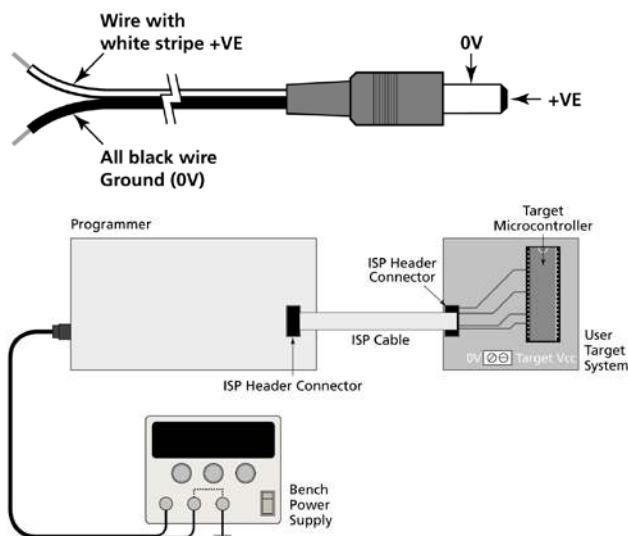 Wire with
white stripe +VE
0V
+VE
All black wire
Ground (0V)
Target
Microcontroller
Programmer
ISP Header
Connector
ISP Cable
User
Target
System
0V
Target Vcc
ISP Header Connector
Bench
Power
Supply